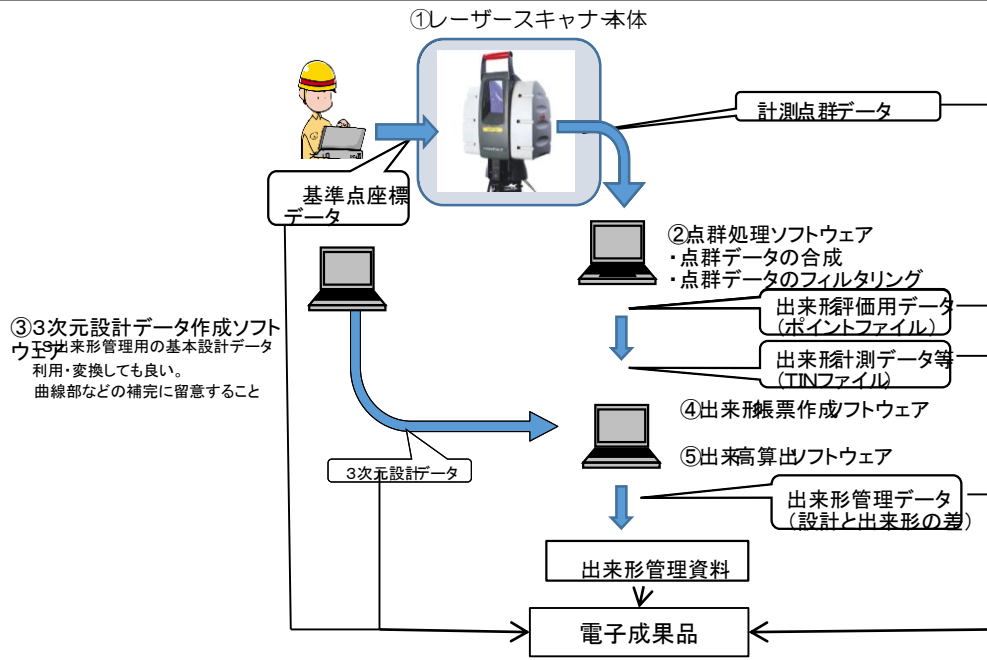 ①レーザースキャナー本体
計測点群データ
基準点座標
データ
②点群処理ソフトウェア
・点群データの合成
・点群データのフィルタリング
出来形評価用データ
（ポイントファイル）
③３次元設計データ作成ソフト
ウェア
TS出来形管理用の基本設計データ
利用・変換しても良い。
曲線部などの補完に留意すること
出来形計測データ等
（TINファイル）
④出来形帳票作成ソフトウェア
３次元設計データ
⑤出来高算出ソフトウェア
出来形管理データ
（設計と出来形の差）
出来形管理資料
電子成果品